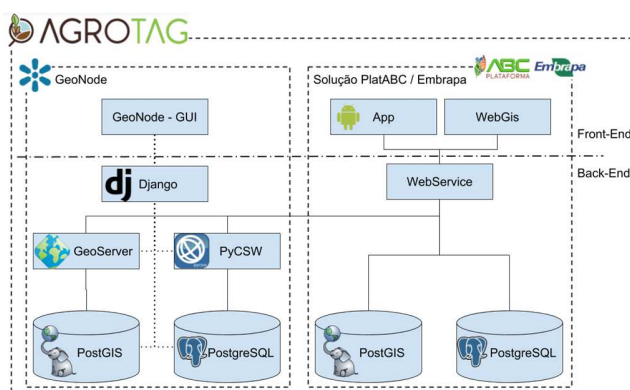 AGROTAG
GeoNode
Solução PlatABC / Embrapa
ABC
PLATAFORMA
Embrapa
GeoNode - GUI
App
WebGis
Front-End
Back-End
dj
Django
WebService
GeoServer
PyCSW
PostGIS
PostgreSQL
PostGIS
PostgreSQL